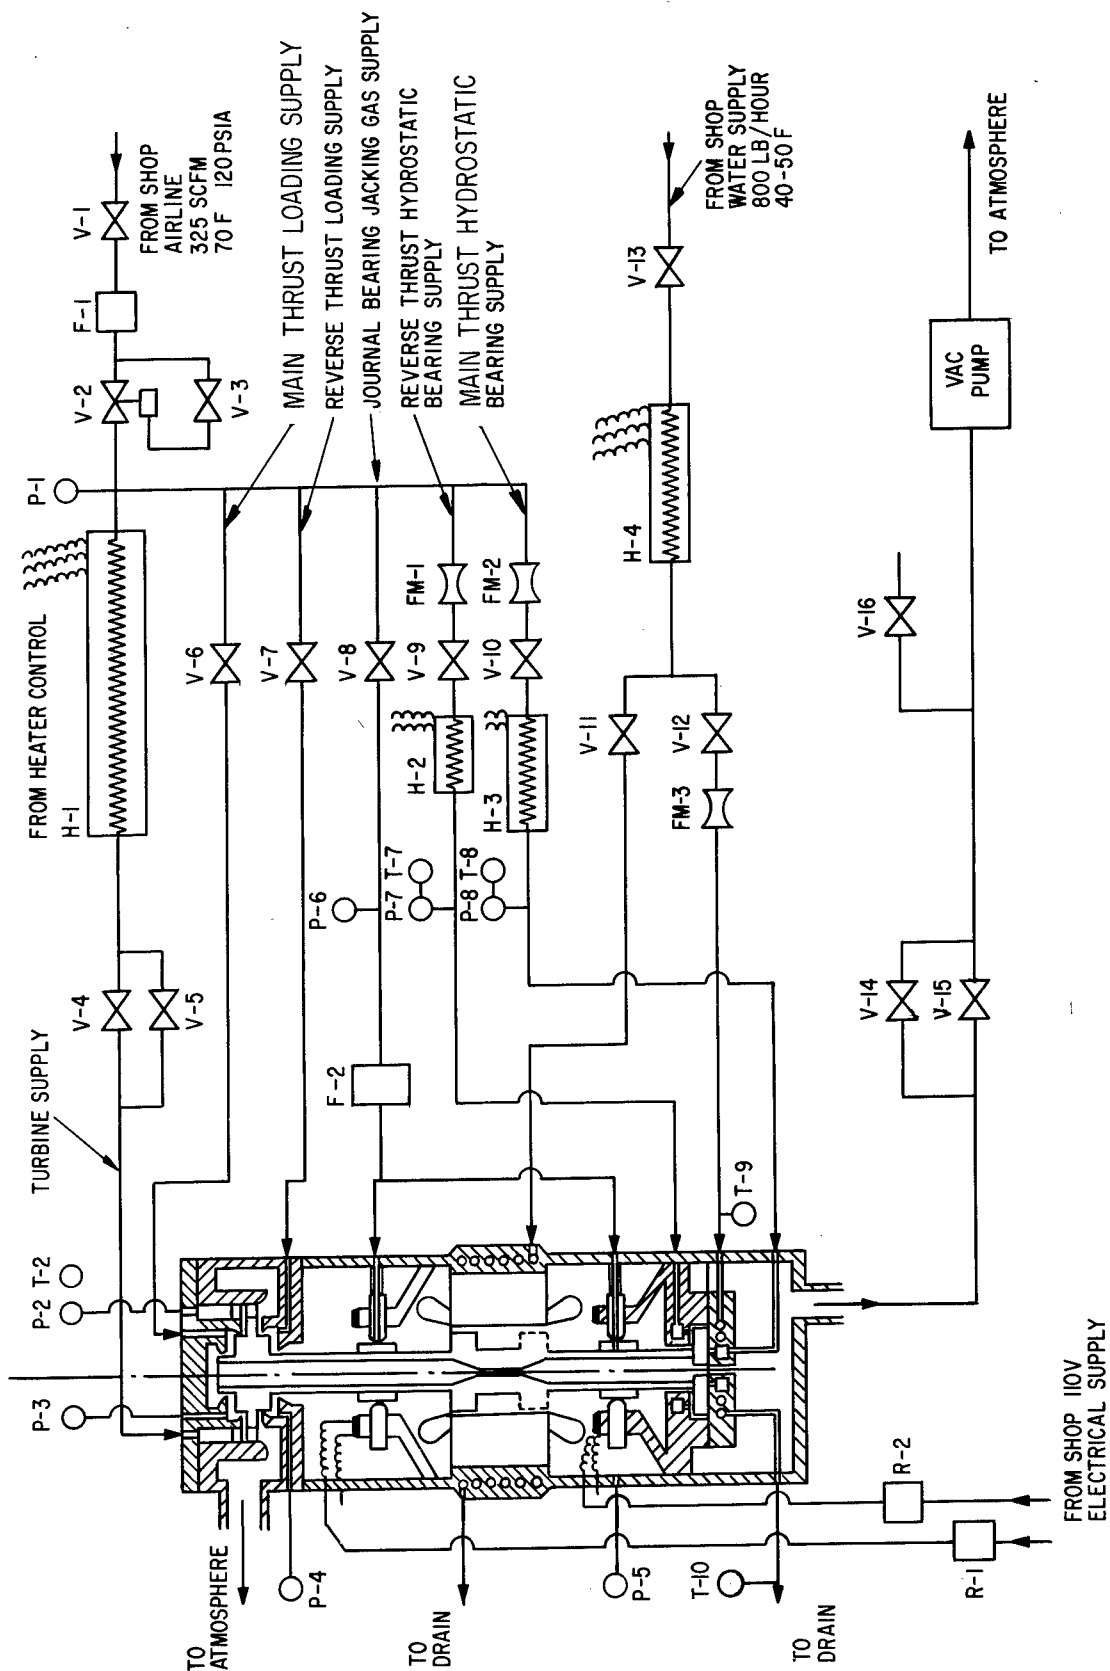 FROM HEATER CONTROL
H-1
P-1
V-2
F-1
V-1
FROM SHOP
AIRLINE
325 SCFM
70 F 120 PSIA
V-3
TURBINE SUPPLY
V-4
V-5
P-3
P-2
T-2
MAIN THRUST LOADING SUPPLY
REVERSE THRUST LOADING SUPPLY
JOURNAL BEARING JACKING GAS SUPPLY
REVERSE THRUST HYDROSTATIC
BEARING SUPPLY
MAIN THRUST HYDROSTATIC
BEARING SUPPLY
V-6
V-7
V-8
V-9
FM-1
V-10
FM-2
H-2
H-3
P-6
P-7
T-7
P-8
T-8
F-2
TO
ATMOSPHERE
P-4
TO
DRAIN
P-5
T-10
TO
DRAIN
T-9
V-11
V-12
FM-3
H-4
V-13
FROM SHOP
WATER SUPPLY
800 LB/HOUR
40-50 F
V-14
V-15
V-16
VAC
PUMP
TO ATMOSPHERE
R-1
R-2
FROM SHOP 110V
ELECTRICAL SUPPLY